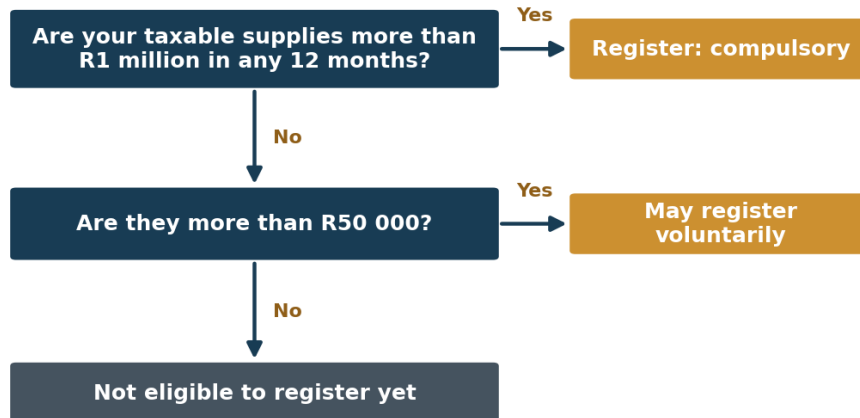 Are your taxable supplies more than
R1 million in any 12 months?
Yes
Register: compulsory
No
Are they more than R50 000?
Yes
May register
voluntarily
No
Not eligible to register yet